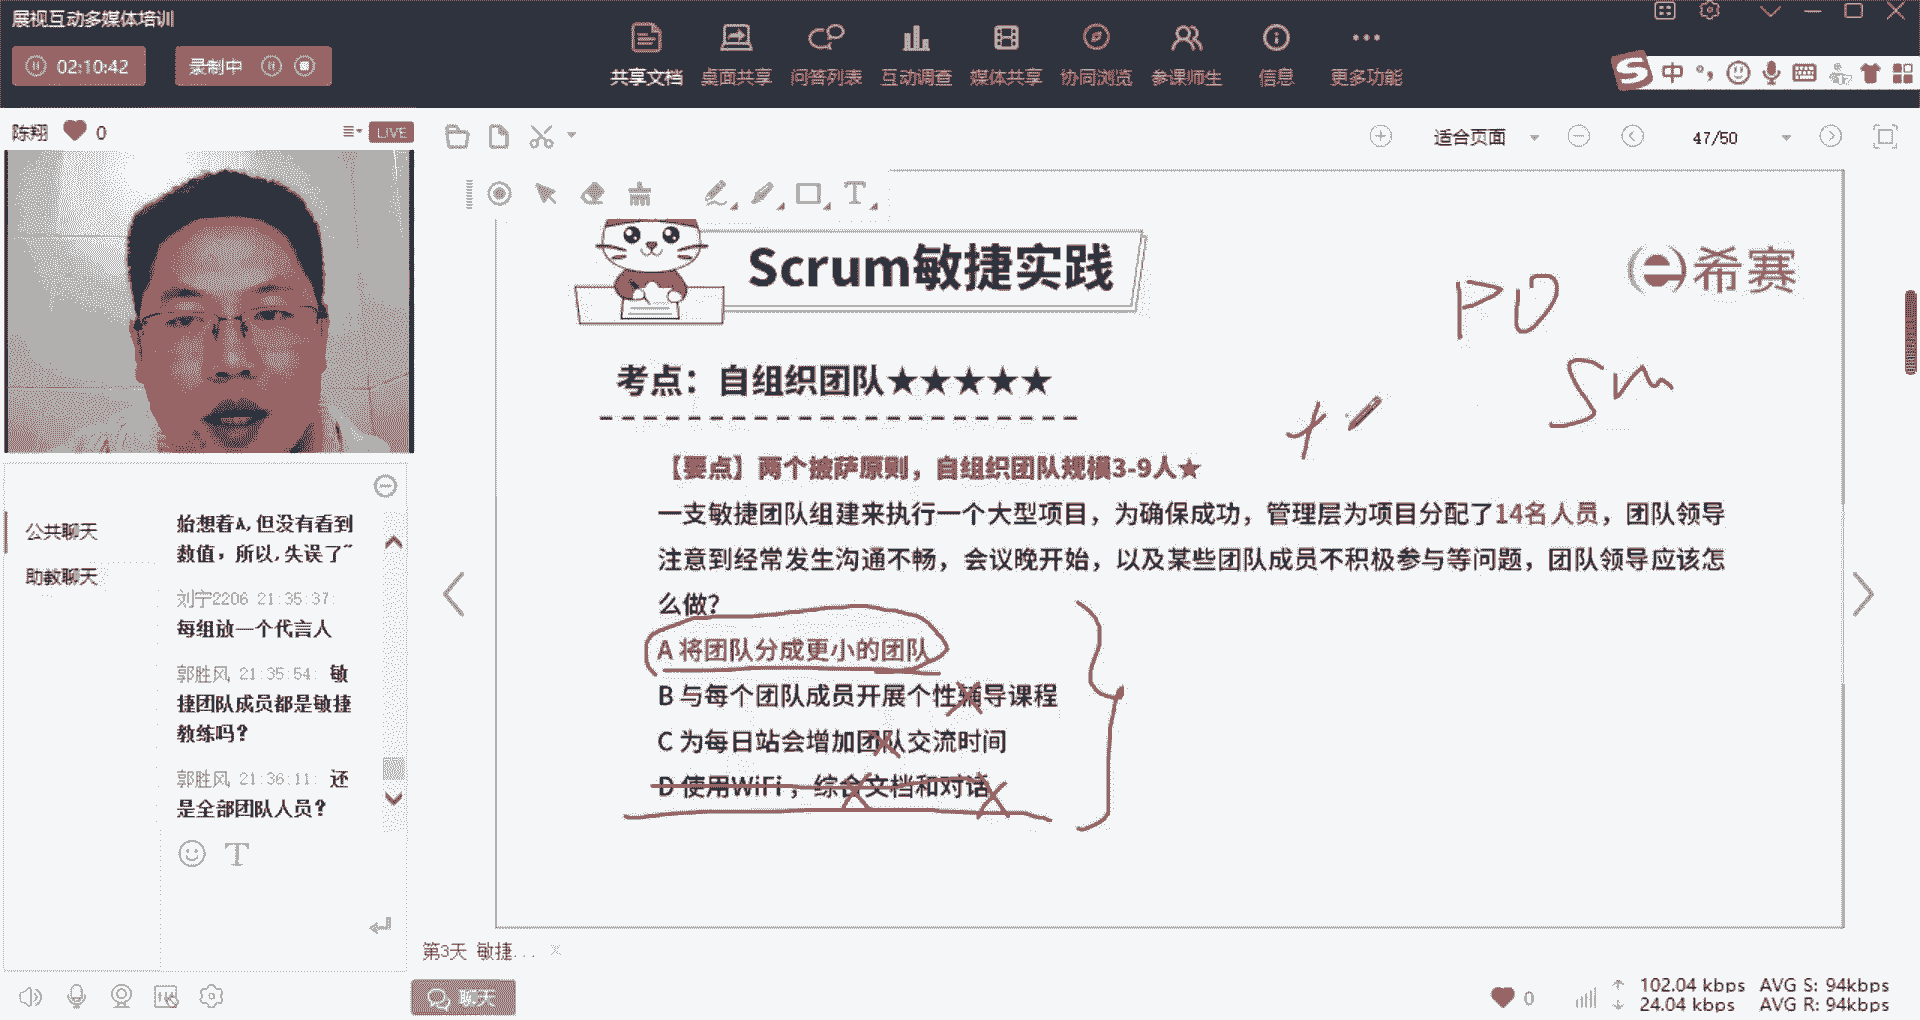 展视互动多媒体培训
02:10:42
录制中
共享文档 桌面共享 问答列表 互动调查 媒体共享 协同浏览 参课师生 信息 更多功能
中
陈翔 0
LIVE
适合页面
47/50
T
Scrum敏捷实践
希赛
PO
SM
考点：自组织团队★★★★★
【要点】两个披萨原则，自组织团队规模3-9人★
一支敏捷团队组建来执行一个大型项目，为确保成功，管理层为项目分配了14名人员，团队领导
注意到经常发生沟通不畅，会议晚开始，以及某些团队成员不积极参与等问题，团队领导应该怎
么做？
A 将团队分成更小的团队
B 与每个团队成员开展个性辅导课程
C 为每日站会增加团队交流时间
D 使用WiFi，综合文档和对话
公共聊天
助教聊天
始想着A,但没有看到
数值，所以,失误了~
刘宁2206 21:35:37:
每组放一个代言人
郭胜风 21:35:54: 敏
捷团队成员都是敏捷
教练吗?
郭胜风 21:36:11: 还
是全部团队人员?
T
第3天 敏捷...
聊天
0
102.04 kbps AVG S: 94kbps
24.04 kbps AVG R: 94kbps